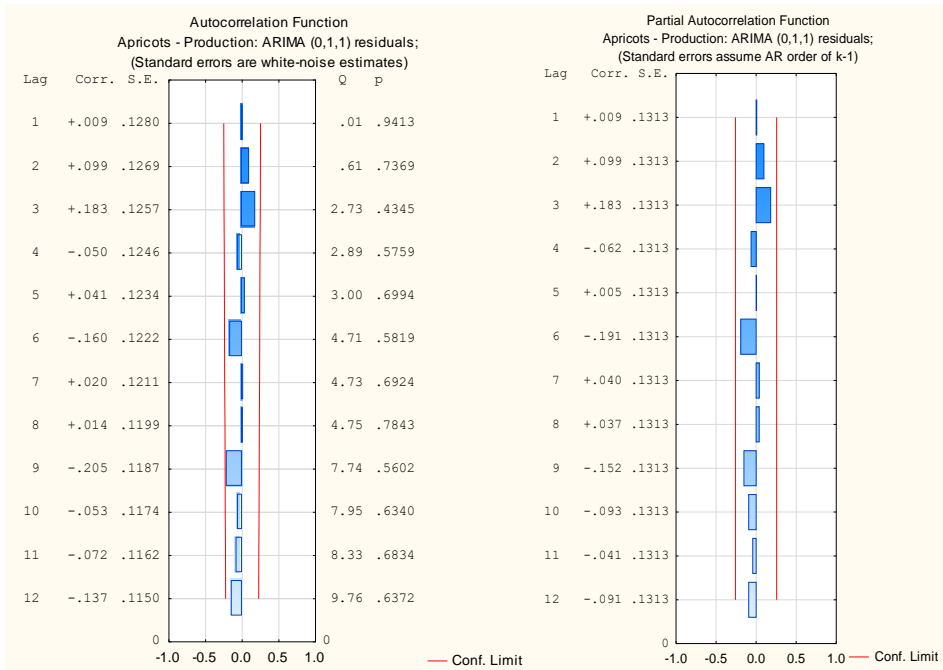 Autocorrelation Function
Apricots - Production: ARIMA (0,1,1) residuals;
(Standard errors are white-noise estimates)
Lag Corr. S.E. Q p
1 +.009 .1280 .01 .9413
2 +.099 .1269 .61 .7369
3 +.183 .1257 2.73 .4345
4 -.050 .1246 2.89 .5759
5 +.041 .1234 3.00 .6994
6 -.160 .1222 4.71 .5819
7 +.020 .1211 4.73 .6924
8 +.014 .1199 4.75 .7843
9 -.205 .1187 7.74 .5602
10 -.053 .1174 7.95 .6340
11 -.072 .1162 8.33 .6834
12 -.137 .1150 9.76 .6372
0 0
-1.0 -0.5 0.0 0.5 1.0
Conf. Limit
Partial Autocorrelation Function
Apricots - Production: ARIMA (0,1,1) residuals;
(Standard errors assume AR order of k-1)
Lag Corr. S.E.
1 +.009 .1313
2 +.099 .1313
3 +.183 .1313
4 -.062 .1313
5 +.005 .1313
6 -.191 .1313
7 +.040 .1313
8 +.037 .1313
9 -.152 .1313
10 -.093 .1313
11 -.041 .1313
12 -.091 .1313
0
-1.0 -0.5 0.0 0.5 1.0
Conf. Limit